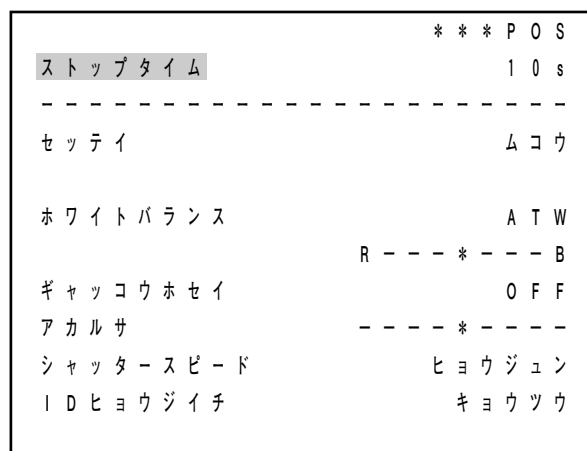 ***POS
ストップタイム 10s
--------------------
セッテイ ムコウ
ホワイトバランス ATW
R---*---B
ギャッコウホセイ OFF
アカルサ ----*----
シャッタースピード ヒョウジュン
IDヒョウジイチ キョウツウ